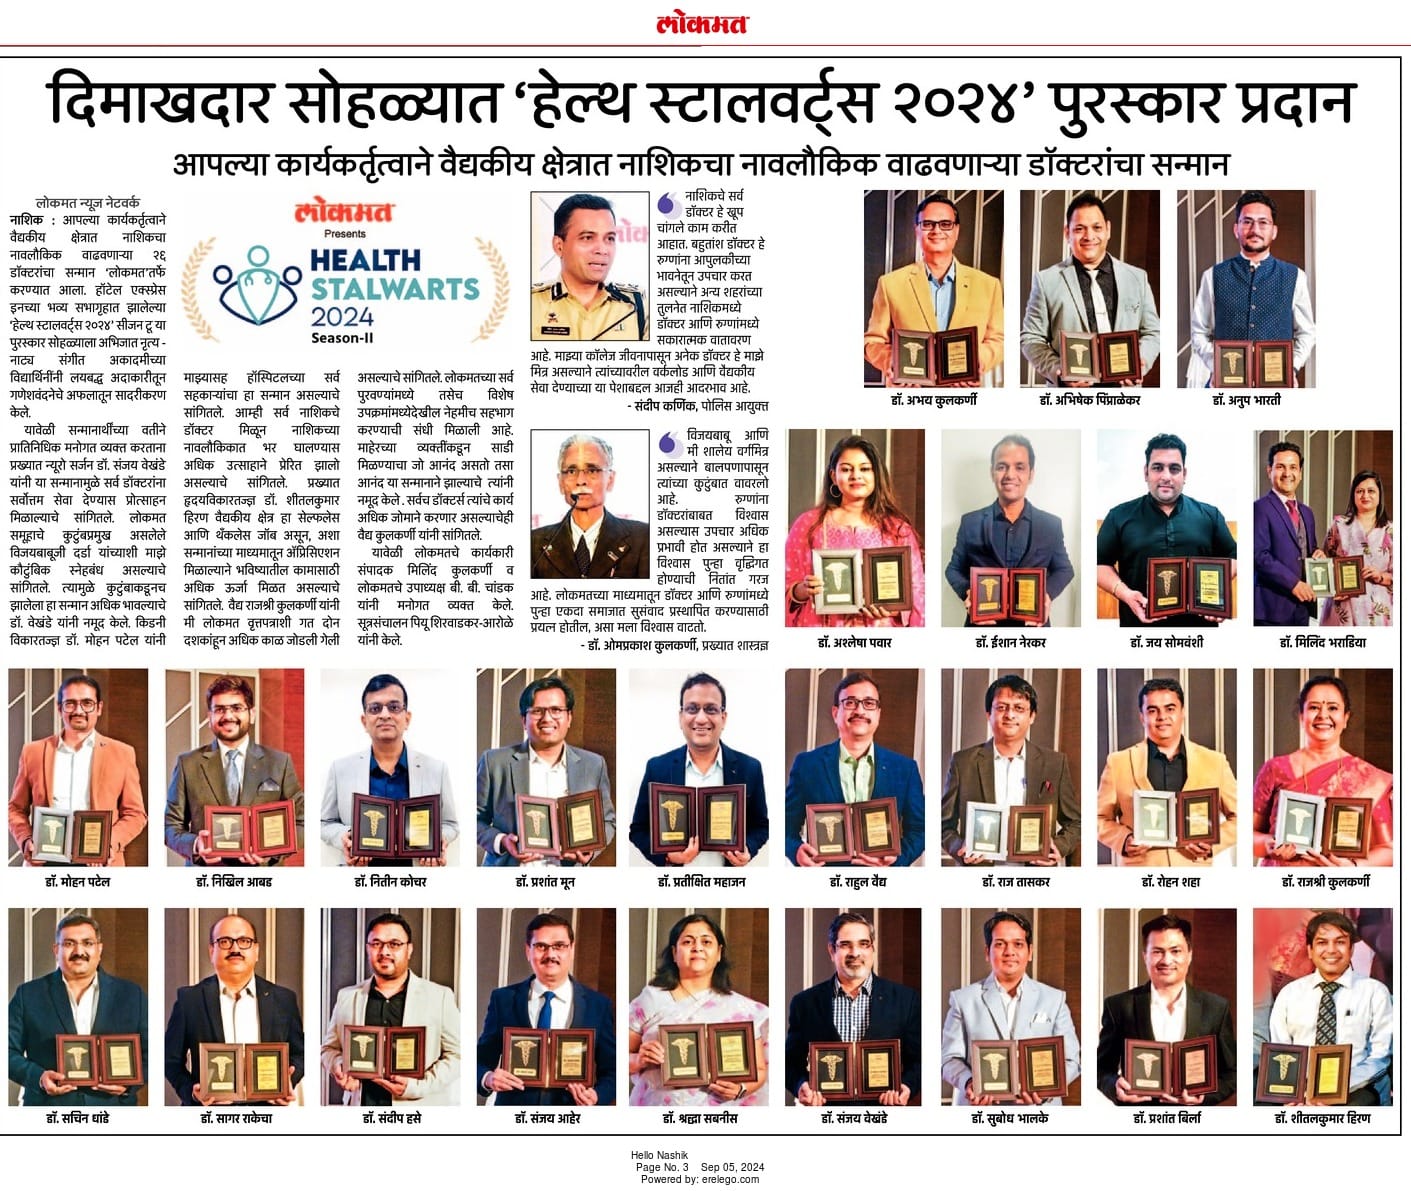 लोकमत
दिमाखदार सोहळ्यात ‘हेल्थ स्टालवर्ट्स २०२४’ पुरस्कार प्रदान
आपल्या कार्यकर्तृत्वाने वैद्यकीय क्षेत्रात नाशिकचा नावलौकिक वाढवणाऱ्या डॉक्टरांचा सन्मान
लोकमत न्यूज नेटवर्क
नाशिक : आपल्या कार्यकर्तृत्वाने
वैद्यकीय क्षेत्रात नाशिकचा
नावलौकिक वाढवणाऱ्या २६
डॉक्टरांचा सन्मान ‘लोकमत’तर्फे
करण्यात आला. हॉटेल एक्स्प्रेस
इनच्या भव्य सभागृहात झालेल्या
‘हेल्थ स्टालवर्ट्स २०२४’ सीजन टू या
पुरस्कार सोहळ्याला अभिजात नृत्य -
नाट्य संगीत अकादमीच्या
विद्यार्थिनींनी लयबद्ध अदाकारीतून
गणेशवंदनेचे अफलातून सादरीकरण
केले.
यावेळी सन्मानार्थींच्या वतीने
प्रातिनिधिक मनोगत व्यक्त करताना
प्रख्यात न्यूरो सर्जन डॉ. संजय वेखंडे
यांनी या सन्मानामुळे सर्व डॉक्टरांना
सर्वोत्तम सेवा देण्यास प्रोत्साहन
मिळाल्याचे सांगितले. लोकमत
समूहाचे कुटुंबप्रमुख असलेले
विजयबाबूजी दर्डा यांच्याशी माझे
कौटुंबिक स्नेहबंध असल्याचे
सांगितले. त्यामुळे कुटुंबाकडूनच
झालेला हा सन्मान अधिक भावल्याचे
डॉ. वेखंडे यांनी नमूद केले. किडनी
विकारतज्ज्ञ डॉ. मोहन पटेल यांनी
लोकमत
Presents
HEALTH
STALWARTS
2024
Season-II
माझ्यासह हॉस्पिटलच्या सर्व
सहकाऱ्यांचा हा सन्मान असल्याचे
सांगितले. आम्ही सर्व नाशिकचे
डॉक्टर मिळून नाशिकच्या
नावलौकिकात भर घालण्यास
अधिक उत्साहाने प्रेरित झालो
असल्याचे सांगितले. प्रख्यात
हृदयविकारतज्ज्ञ डॉ. शीतलकुमार
हिरण वैद्यकीय क्षेत्र हा सेल्फलेस
आणि थँकलेस जॉब असून, अशा
सन्मानांच्या माध्यमातून ॲप्रिसिएशन
मिळाल्याने भविष्यातील कामासाठी
अधिक ऊर्जा मिळत असल्याचे
सांगितले. वैद्य राजश्री कुलकर्णी यांनी
मी लोकमत वृत्तपत्राशी गत दोन
दशकांहून अधिक काळ जोडली गेली
असल्याचे सांगितले. लोकमतच्या सर्व
पुरवण्यांमध्ये तसेच विशेष
उपक्रमांमध्येदेखील नेहमीच सहभाग
करण्याची संधी मिळाली आहे.
माहेरच्या व्यक्तींकडून साडी
मिळण्याचा जो आनंद असतो तसा
आनंद या सन्मानाने झाल्याचे त्यांनी
नमूद केले . सर्वच डॉक्टर्स त्यांचे कार्य
अधिक जोमाने करणार असल्याचेही
वैद्य कुलकर्णी यांनी सांगितले.
यावेळी लोकमतचे कार्यकारी
संपादक मिलिंद कुलकर्णी व
लोकमतचे उपाध्यक्ष बी. बी. चांडक
यांनी मनोगत व्यक्त केले.
सूत्रसंचालन पियू शिरवाडकर-आरोळे
यांनी केले.
नाशिकचे सर्व
डॉक्टर हे खूप
चांगले काम करीत
आहात. बहुतांश डॉक्टर हे
रुग्णांना आपुलकीच्या
भावनेतून उपचार करत
असल्याने अन्य शहरांच्या
तुलनेत नाशिकमध्ये
डॉक्टर आणि रुग्णांमध्ये
सकारात्मक वातावरण
आहे. माझ्या कॉलेज जीवनापासून अनेक डॉक्टर हे माझे
मित्र असल्याने त्यांच्यावरील वर्कलोड आणि वैद्यकीय
सेवा देण्याच्या या पेशाबद्दल आजही आदरभाव आहे.
- संदीप कर्णिक, पोलिस आयुक्त
विजयबाबू आणि
मी शालेय वर्गमित्र
असल्याने बालपणापासून
त्यांच्या कुटुंबात वावरलो
आहे. रुग्णांना
डॉक्टरांबाबत विश्वास
असल्यास उपचार अधिक
प्रभावी होत असल्याने हा
विश्वास पुन्हा वृद्धिंगत
होण्याची नितांत गरज
आहे. लोकमतच्या माध्यमातून डॉक्टर आणि रुग्णांमध्ये
पुन्हा एकदा समाजात सुसंवाद प्रस्थापित करण्यासाठी
प्रयत्न होतील, असा मला विश्वास वाटतो.
- डॉ. ओमप्रकाश कुलकर्णी, प्रख्यात शास्त्रज्ञ
डॉ. अभय कुलकर्णी
डॉ. अभिषेक पिंप्राळेकर
डॉ. अनुप भारती
डॉ. अश्लेषा पवार
डॉ. ईशान नेरकर
डॉ. जय सोमवंशी
डॉ. मिलिंद भराडिया
डॉ. मोहन पटेल
डॉ. निखिल आबड
डॉ. नितीन कोचर
डॉ. प्रशांत मून
डॉ. प्रतीक्षित महाजन
डॉ. राहुल वैद्य
डॉ. राज तासकर
डॉ. रोहन शहा
डॉ. राजश्री कुलकर्णी
डॉ. सचिन धांडे
डॉ. सागर राकेचा
डॉ. संदीप हसे
डॉ. संजय आहेर
डॉ. श्रद्धा सबनीस
डॉ. संजय वेखंडे
डॉ. सुबोध भालके
डॉ. प्रशांत बिर्ला
डॉ. शीतलकुमार हिरण
Hello Nashik
Page No. 3 Sep 05, 2024
Powered by: erelego.com